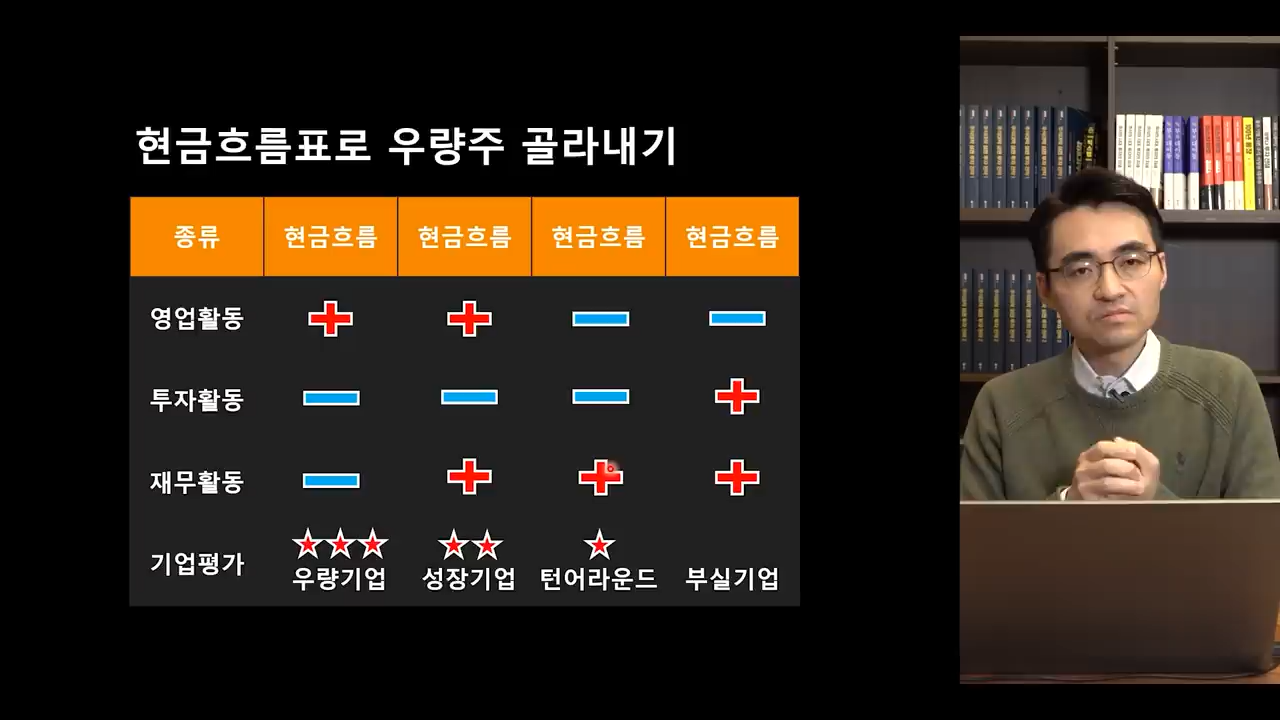 현금흐름표로 우량주 골라내기
종류 현금흐름 현금흐름 현금흐름 현금흐름
영업활동
투자활동
재무활동
기업평가
우량기업 성장기업 턴어라운드 부실기업